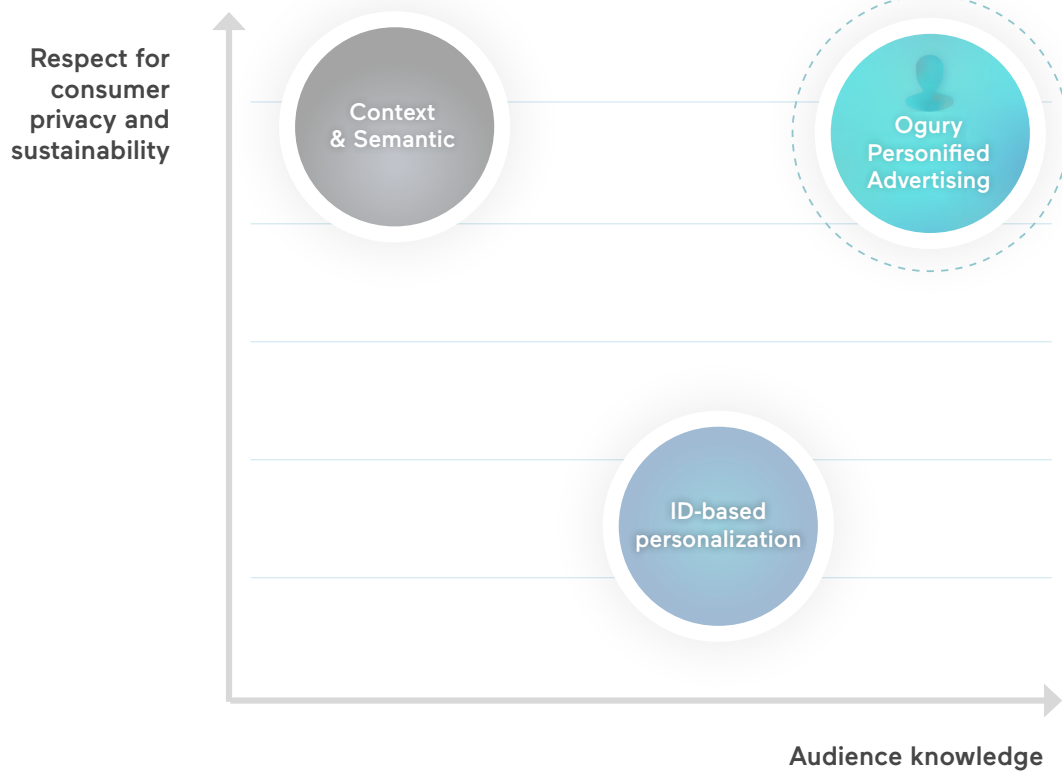 Respect for
consumer
privacy and
sustainability
Context
& Semantic
Ogury
Personified
Advertising
ID-based
personalization
Audience knowledge